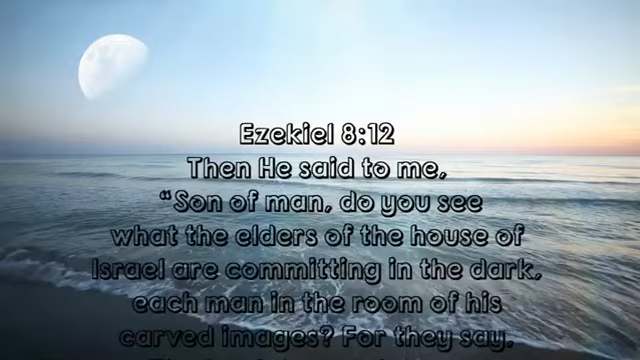 Ezekiel 8:12
Then He said to me,
“Son of man, do you see
what the elders of the house of
Israel are committing in the dark,
each man in the room of his
carved images? For they say,